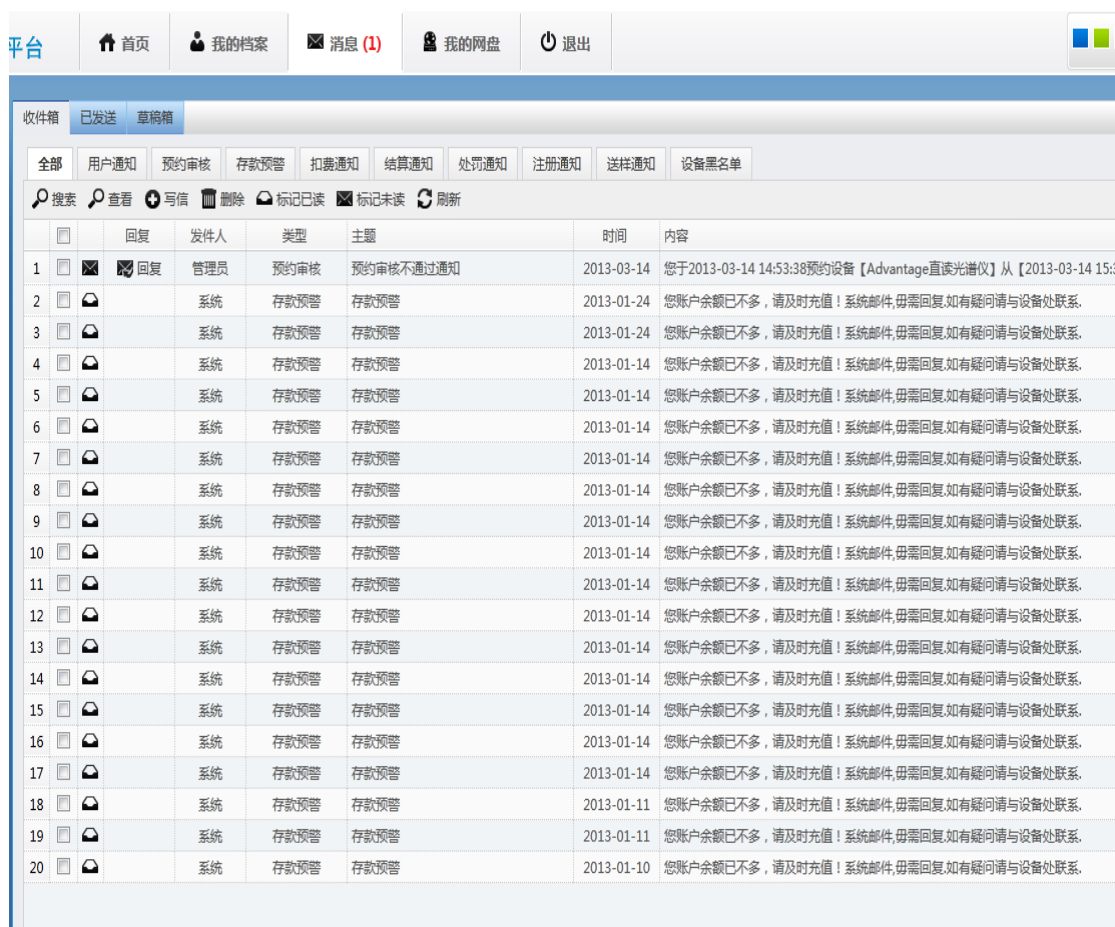 平台 首页 我的档案 消息 (1) 我的网盘 退出
收件箱 已发送 草稿箱
全部 用户通知 预约审核 存款预警 扣费通知 结算通知 处罚通知 注册通知 送样通知 设备黑名单
搜索 查看 写信 删除 标记已读 标记未读 刷新
回复 发件人 类型 主题 时间 内容
1 回复 管理员 预约审核 预约审核不通过通知 2013-03-14 您于2013-03-14 14:53:38预约设备【Advantage直读光谱仪】从【2013-03-14 15:
2 系统 存款预警 存款预警 2013-01-24 您账户余额已不多，请及时充值！系统邮件,毋需回复.如有疑问请与设备处联系.
3 系统 存款预警 存款预警 2013-01-24 您账户余额已不多，请及时充值！系统邮件,毋需回复.如有疑问请与设备处联系.
4 系统 存款预警 存款预警 2013-01-14 您账户余额已不多，请及时充值！系统邮件,毋需回复.如有疑问请与设备处联系.
5 系统 存款预警 存款预警 2013-01-14 您账户余额已不多，请及时充值！系统邮件,毋需回复.如有疑问请与设备处联系.
6 系统 存款预警 存款预警 2013-01-14 您账户余额已不多，请及时充值！系统邮件,毋需回复.如有疑问请与设备处联系.
7 系统 存款预警 存款预警 2013-01-14 您账户余额已不多，请及时充值！系统邮件,毋需回复.如有疑问请与设备处联系.
8 系统 存款预警 存款预警 2013-01-14 您账户余额已不多，请及时充值！系统邮件,毋需回复.如有疑问请与设备处联系.
9 系统 存款预警 存款预警 2013-01-14 您账户余额已不多，请及时充值！系统邮件,毋需回复.如有疑问请与设备处联系.
10 系统 存款预警 存款预警 2013-01-14 您账户余额已不多，请及时充值！系统邮件,毋需回复.如有疑问请与设备处联系.
11 系统 存款预警 存款预警 2013-01-14 您账户余额已不多，请及时充值！系统邮件,毋需回复.如有疑问请与设备处联系.
12 系统 存款预警 存款预警 2013-01-14 您账户余额已不多，请及时充值！系统邮件,毋需回复.如有疑问请与设备处联系.
13 系统 存款预警 存款预警 2013-01-14 您账户余额已不多，请及时充值！系统邮件,毋需回复.如有疑问请与设备处联系.
14 系统 存款预警 存款预警 2013-01-14 您账户余额已不多，请及时充值！系统邮件,毋需回复.如有疑问请与设备处联系.
15 系统 存款预警 存款预警 2013-01-14 您账户余额已不多，请及时充值！系统邮件,毋需回复.如有疑问请与设备处联系.
16 系统 存款预警 存款预警 2013-01-14 您账户余额已不多，请及时充值！系统邮件,毋需回复.如有疑问请与设备处联系.
17 系统 存款预警 存款预警 2013-01-14 您账户余额已不多，请及时充值！系统邮件,毋需回复.如有疑问请与设备处联系.
18 系统 存款预警 存款预警 2013-01-11 您账户余额已不多，请及时充值！系统邮件,毋需回复.如有疑问请与设备处联系.
19 系统 存款预警 存款预警 2013-01-11 您账户余额已不多，请及时充值！系统邮件,毋需回复.如有疑问请与设备处联系.
20 系统 存款预警 存款预警 2013-01-10 您账户余额已不多，请及时充值！系统邮件,毋需回复.如有疑问请与设备处联系.